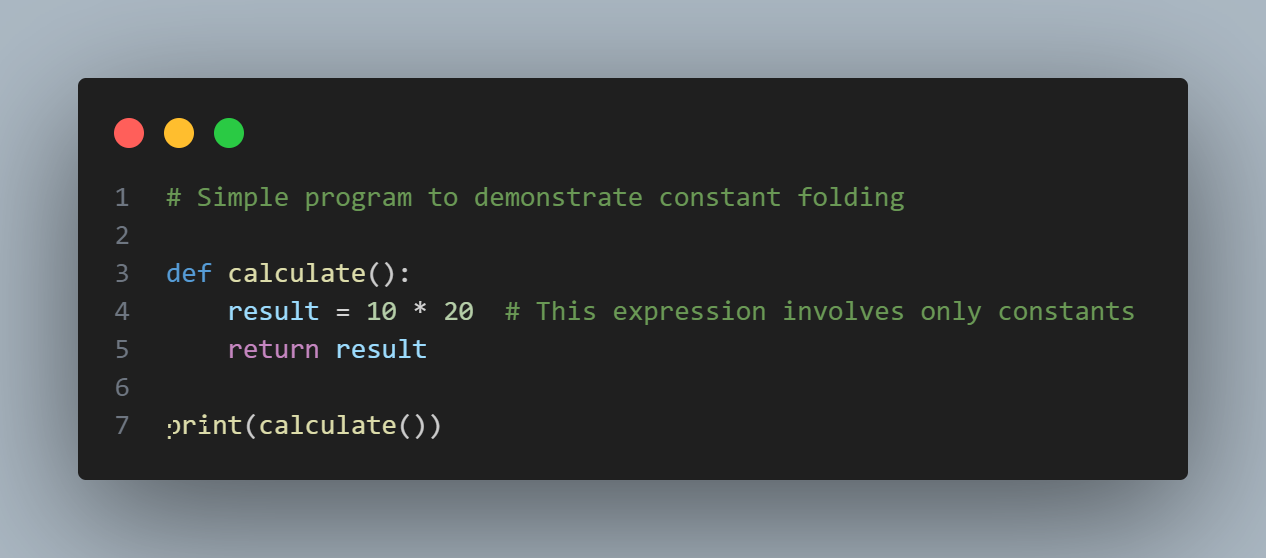 1 # Simple program to demonstrate constant folding
2
3 def calculate():
4     result = 10 * 20  # This expression involves only constants
5     return result
6
7 print(calculate())